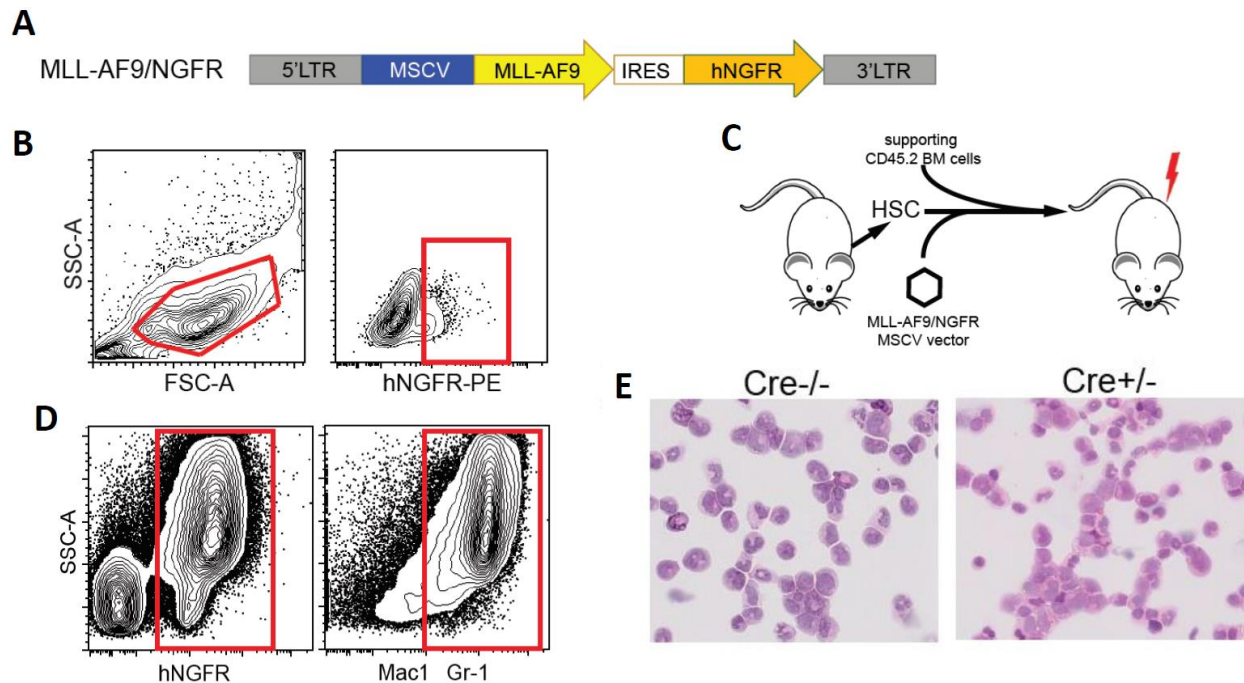 A
MLL-AF9/NGFR
5'LTR MSCV MLL-AF9 IRES hNGFR 3'LTR
B
SSC-A
FSC-A
hNGFR-PE
C
supporting
CD45.2 BM cells
HSC
MLL-AF9/NGFR
MSCV vector
D
SSC-A
hNGFR
Mac1 Gr-1
E
Cre-/-
Cre+/-